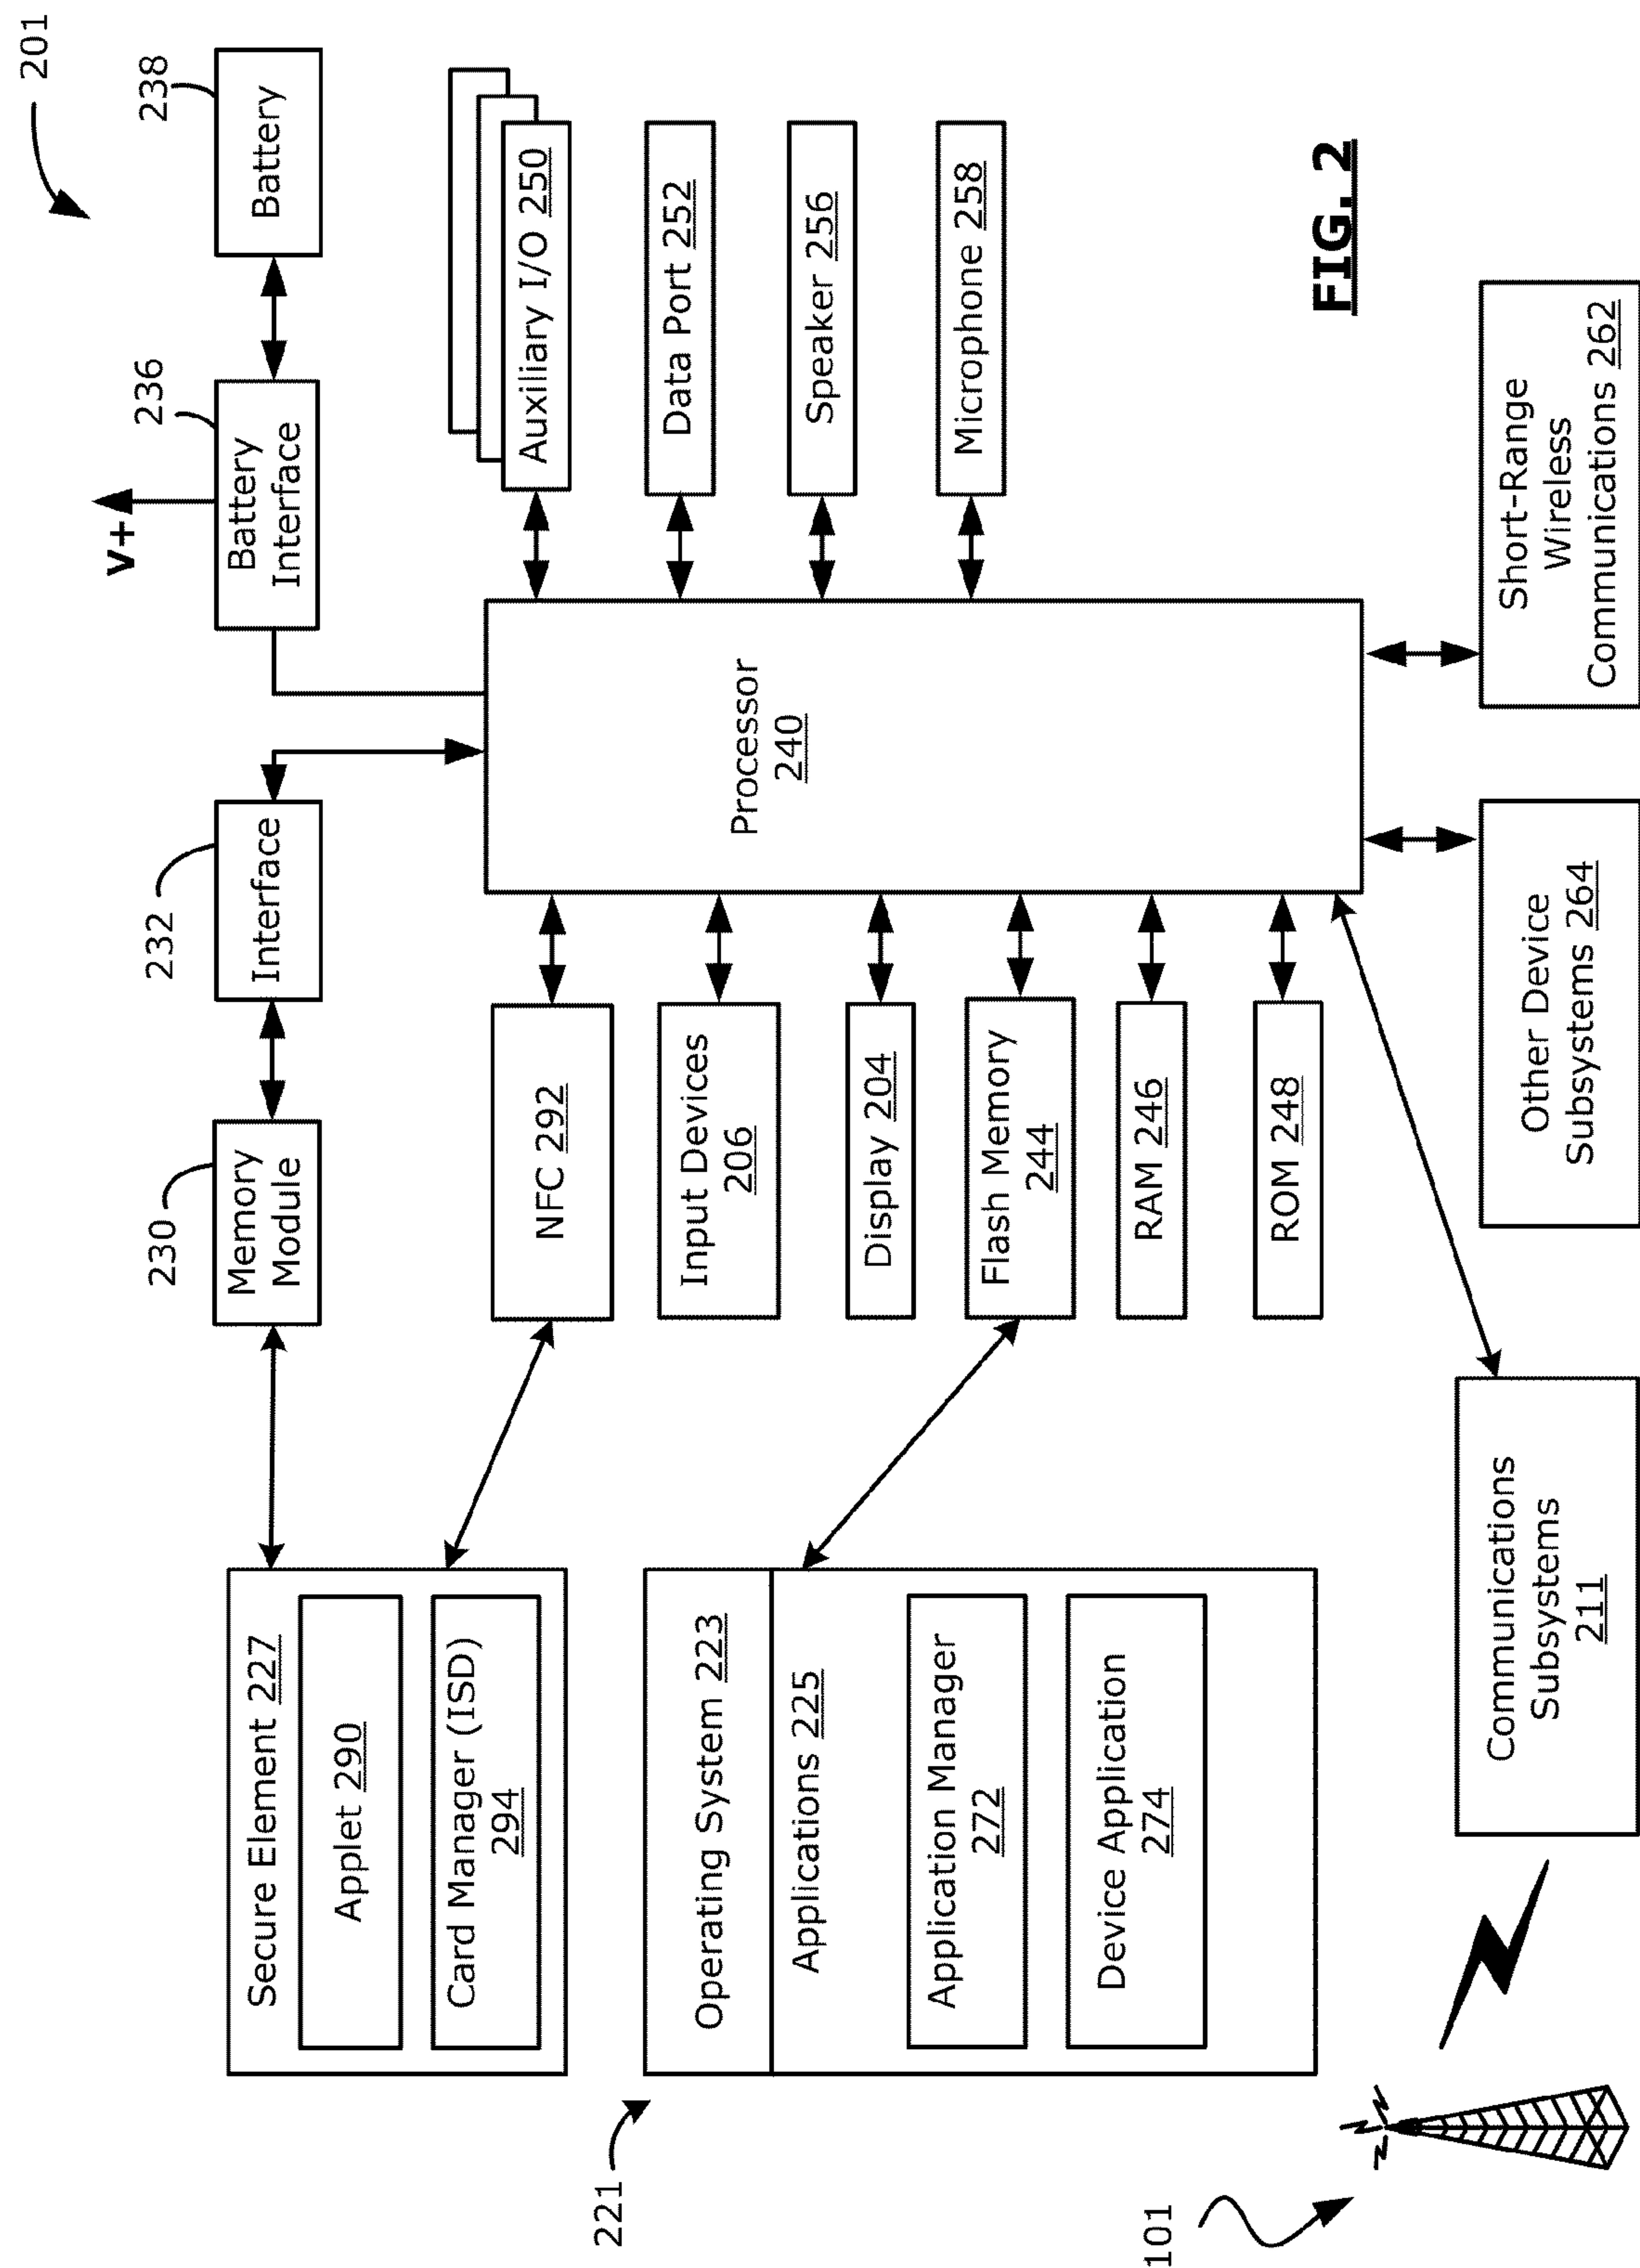 201
V+
230
232
236
238
Memory
Module
Interface
Battery
Interface
Battery
Secure Element 227
Applet 290
Card Manager (ISD)
294
221
Operating System 223
Applications 225
Application Manager
272
Device Application
274
NFC 292
Input Devices
206
Display 204
Flash Memory
244
RAM 246
ROM 248
Processor
240
Auxiliary I/O 250
Data Port 252
Speaker 256
Microphone 258
101
Communications
Subsystems
211
Other Device
Subsystems 264
Short-Range
Wireless
Communications 262
FIG. 2